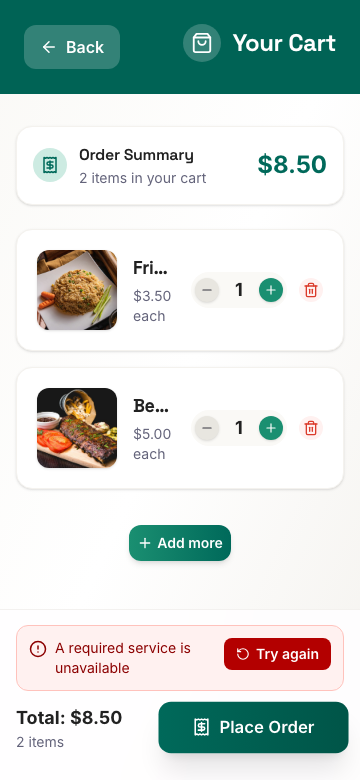 Back
Your Cart
Order Summary
2 items in your cart
$8.50
Fri...
$3.50
each
1
Be...
$5.00
each
1
Add more
A required service is
unavailable
Try again
Total: $8.50
2 items
Place Order